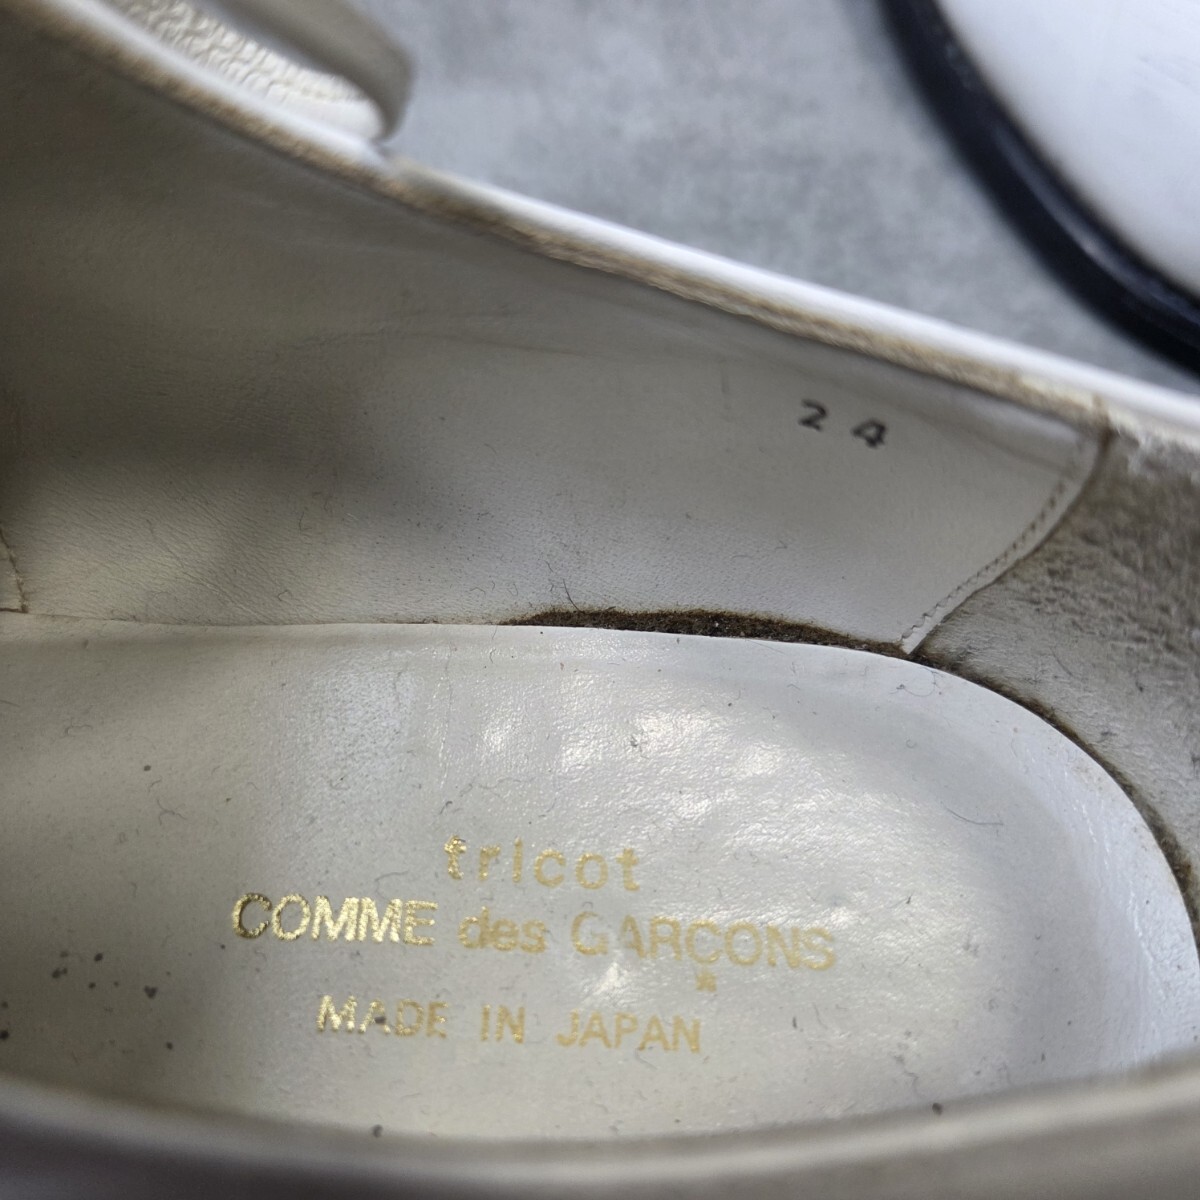 24
tricot
COMME des GARÇONS
MADE IN JAPAN